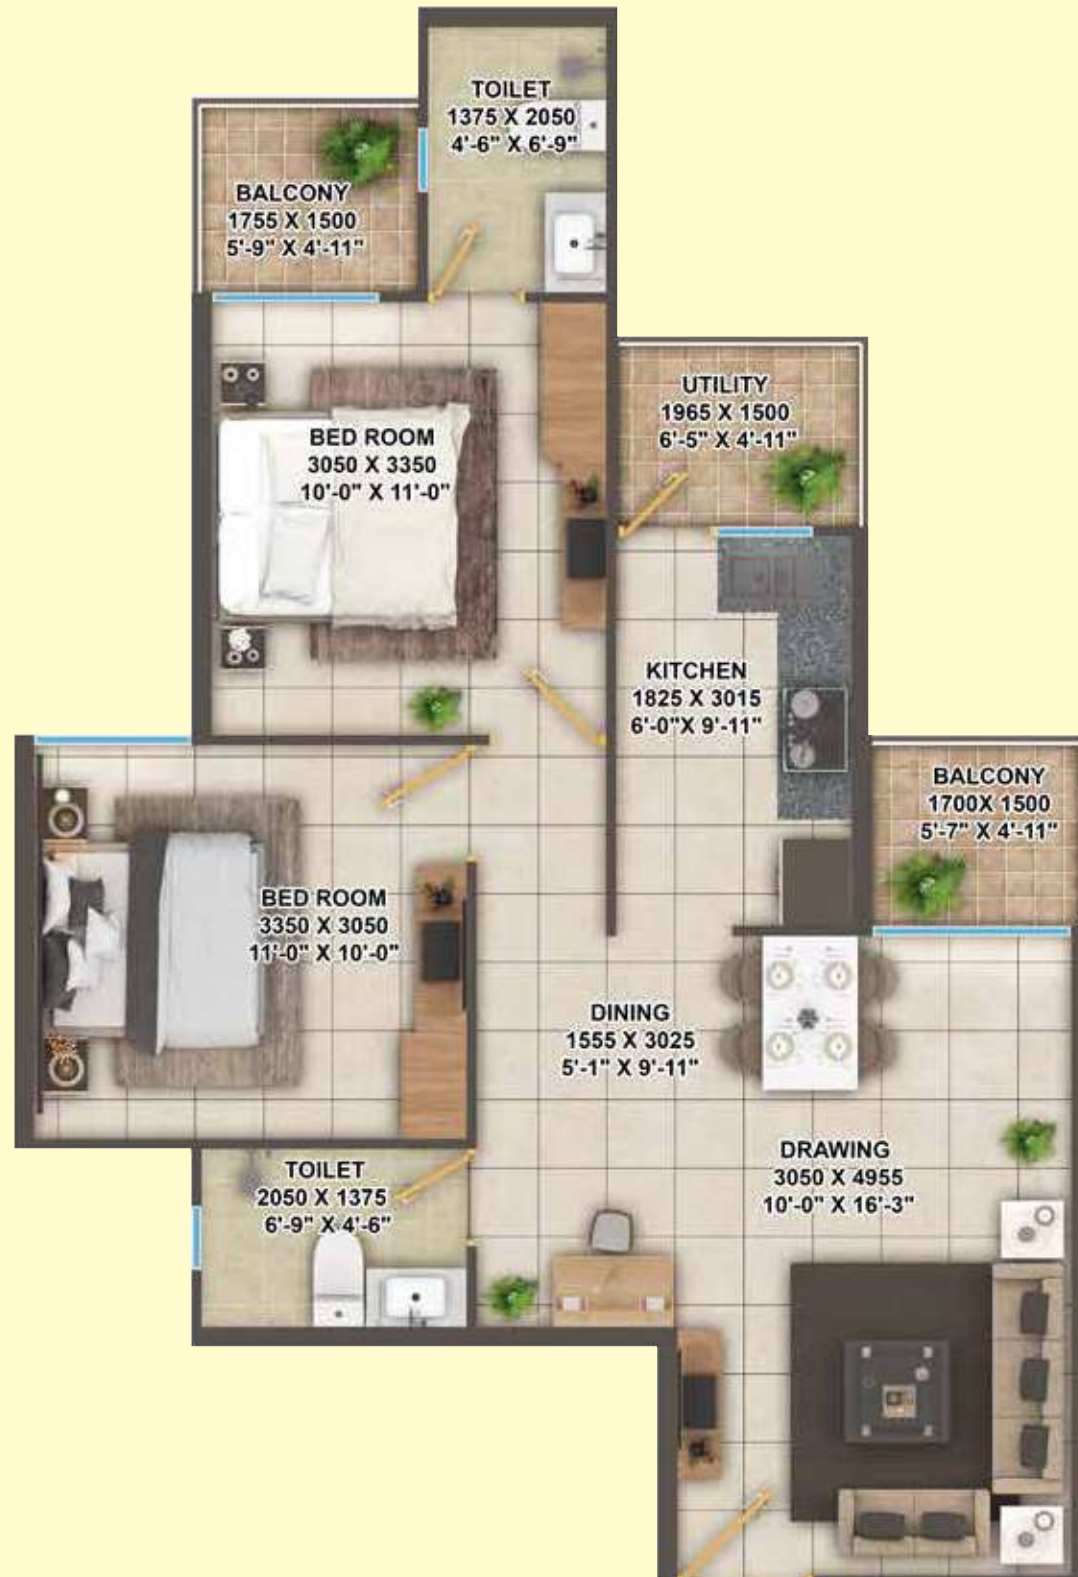 TOILET
1375 X 2050
4'-6" X 6'-9"
BALCONY
1755 X 1500
5'-9" X 4'-11"
UTILITY
1965 X 1500
6'-5" X 4'-11"
BED ROOM
3050 X 3350
10'-0" X 11'-0"
KITCHEN
1825 X 3015
6'-0"X 9'-11"
BALCONY
1700X 1500
5'-7" X 4'-11"
BED ROOM
3350 X 3050
11'-0" X 10'-0"
DINING
1555 X 3025
5'-1" X 9'-11"
DRAWING
3050 X 4955
10'-0" X 16'-3"
TOILET
2050 X 1375
6'-9" X 4'-6"